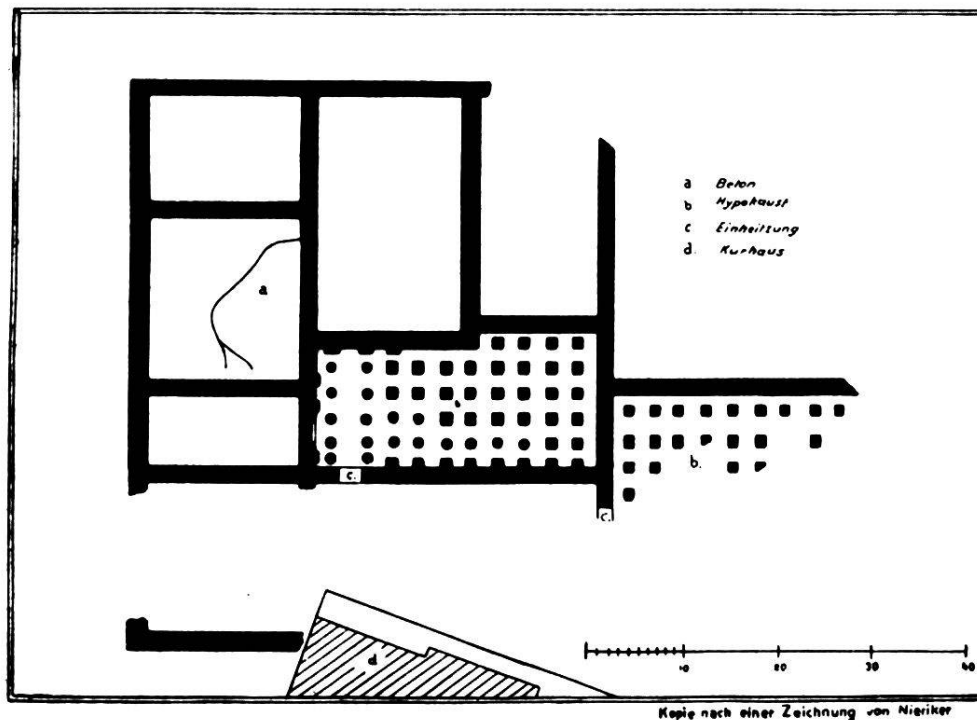 a Beton
b Hypokaust
c Einheitzung
d. Kurhaus
a
b
b.
c.
c.
d
10 20 30 40
Kopie nach einer Zeichnung von Nieriker